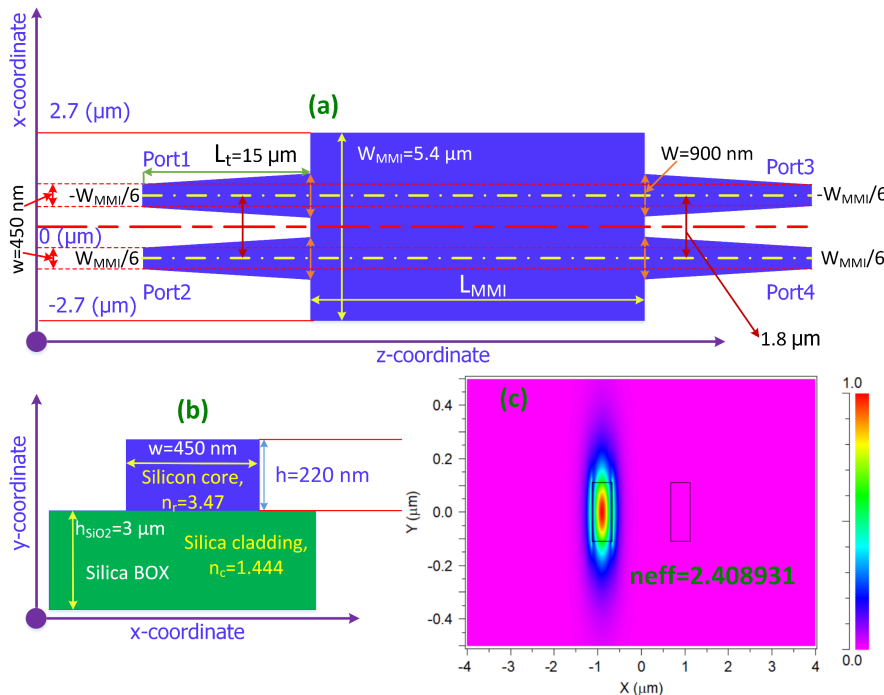 x-coordinate
2.7 (µm)
(a)
Port1
Lt=15 µm
WMMI=5.4 µm
W=900 nm
Port3
-WMMI/6
-WMMI/6
w=450 nm
0 (µm)
WMMI/6
WMMI/6
Port2
LMMI
Port4
-2.7 (µm)
1.8 µm
z-coordinate
(b)
y-coordinate
w=450 nm
Silicon core,
nr=3.47
h=220 nm
hSiO2=3 µm
Silica cladding,
nc=1.444
Silica BOX
x-coordinate
(c)
1.0
0.4
0.2
0.0
-0.2
-0.4
Y (µm)
neff=2.408931
0.0
-4 -3 -2 -1 0 1 2 3 4
X (µm)